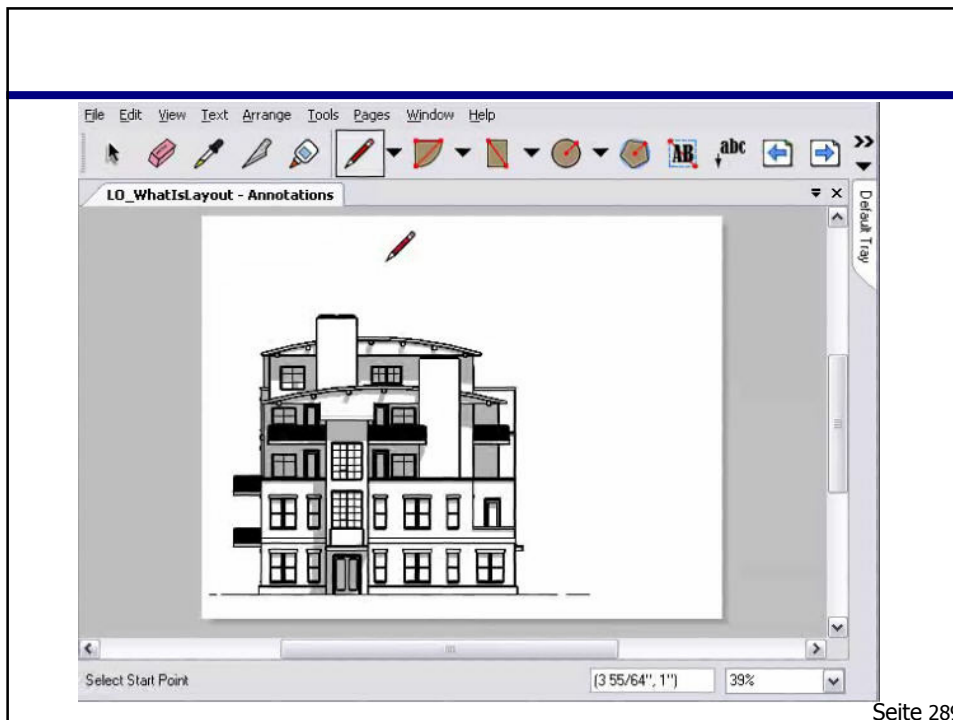 File Edit View Text Arrange Tools Pages Window Help
AB abc
LO_WhatIsLayout - Annotations
Default Tray
Select Start Point (3 55/64", 1") 39%
Seite 289